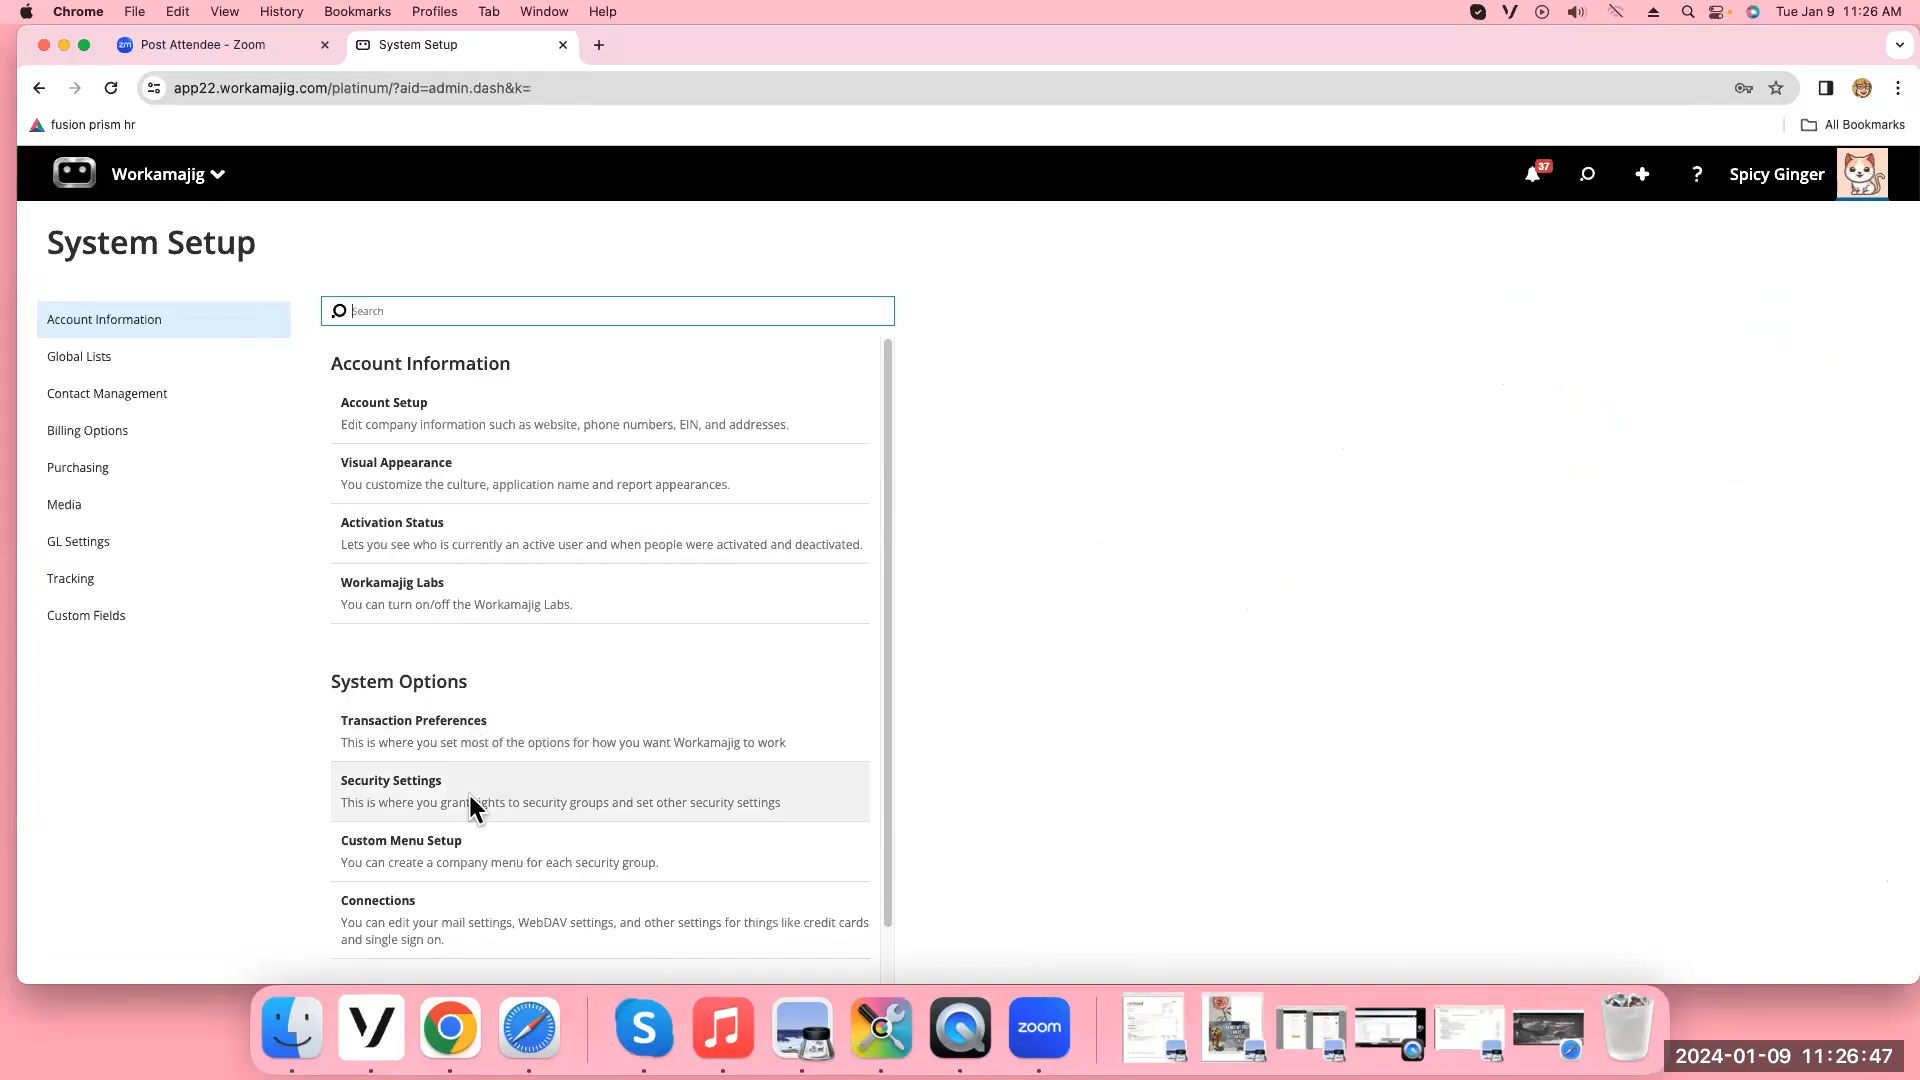 Chrome File Edit View History Bookmarks Profiles Tab Window Help Tue Jan 9 11:26 AM
zm Post Attendee - Zoom System Setup
app22.workamajig.com/platinum/?aid=admin.dash&k=
fusion prism hr All Bookmarks
Workamajig 37 ? Spicy Ginger
System Setup
Account Information
Global Lists
Contact Management
Billing Options
Purchasing
Media
GL Settings
Tracking
Custom Fields
Search
Account Information
Account Setup
Edit company information such as website, phone numbers, EIN, and addresses.
Visual Appearance
You customize the culture, application name and report appearances.
Activation Status
Lets you see who is currently an active user and when people were activated and deactivated.
Workamajig Labs
You can turn on/off the Workamajig Labs.
System Options
Transaction Preferences
This is where you set most of the options for how you want Workamajig to work
Security Settings
This is where you grant rights to security groups and set other security settings
Custom Menu Setup
You can create a company menu for each security group.
Connections
You can edit your mail settings, WebDAV settings, and other settings for things like credit cards
and single sign on.
zoom
2024-01-09 11:26:47